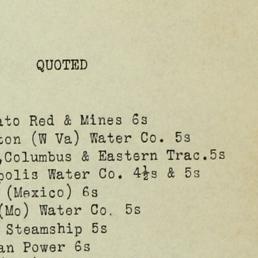 QUOTED
ato Red & Mines 6s
ton (W Va) Water Co. 5s
,Columbus & Eastern Trac.5s
polis Water Co. 4½s & 5s
(Mexico) 6s
(Mo) Water Co. 5s
Steamship 5s
an Power 6s